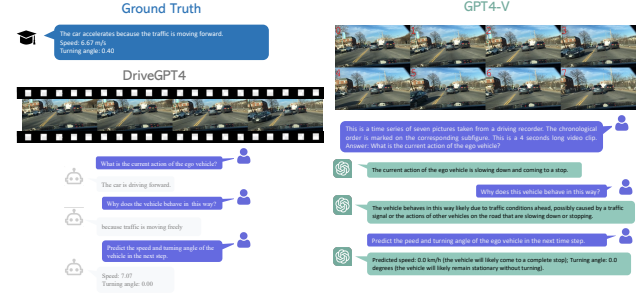 Ground Truth
The car accelerates because the traffic is moving forward.
Speed: 6.67 m/s
Turning angle: 0.40
DriveGPT4
What is the current action of the ego vehicle?
The car is driving forward.
Why does the vehicle behave in this way?
because traffic is moving freely
Predict the speed and turning angle of the
vehicle in the next step.
Speed: 7.07
Turning angle: 0.00
GPT4-V
This is a time series of seven pictures taken from a driving recorder. The chronological
order is marked on the corresponding subfigure. This is a 4 seconds long video clip.
Answer: What is the current action of the ego vehicle?
The current action of the ego vehicle is slowing down and coming to a stop.
Why does this vehicle behave in this way?
The vehicle behaves in this way likely due to traffic conditions ahead, possibly caused by a traffic
signal or the actions of other vehicles on the road that are slowing down or stopping.
Predict the peed and turning angle of the ego vehicle in the next time step.
Predicted speed: 0.0 km/h (the vehicle will likely come to a complete stop); Turning angle: 0.0
degrees (the vehicle will likely remain stationary without turning).